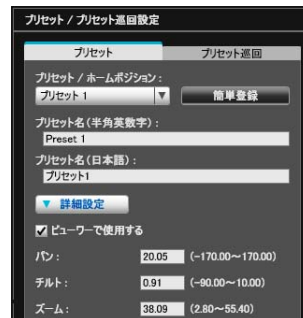 プリセット / プリセット巡回設定
プリセット プリセット巡回
プリセット / ホームポジション :
プリセット 1 簡単登録
プリセット名(半角英数字) :
Preset 1
プリセット名(日本語) :
プリセット1
詳細設定
ビューワーで使用する
パン : 20.05 (-170.00～170.00)
チルト : 0.91 (-90.00～10.00)
ズーム : 38.09 (2.80～55.40)